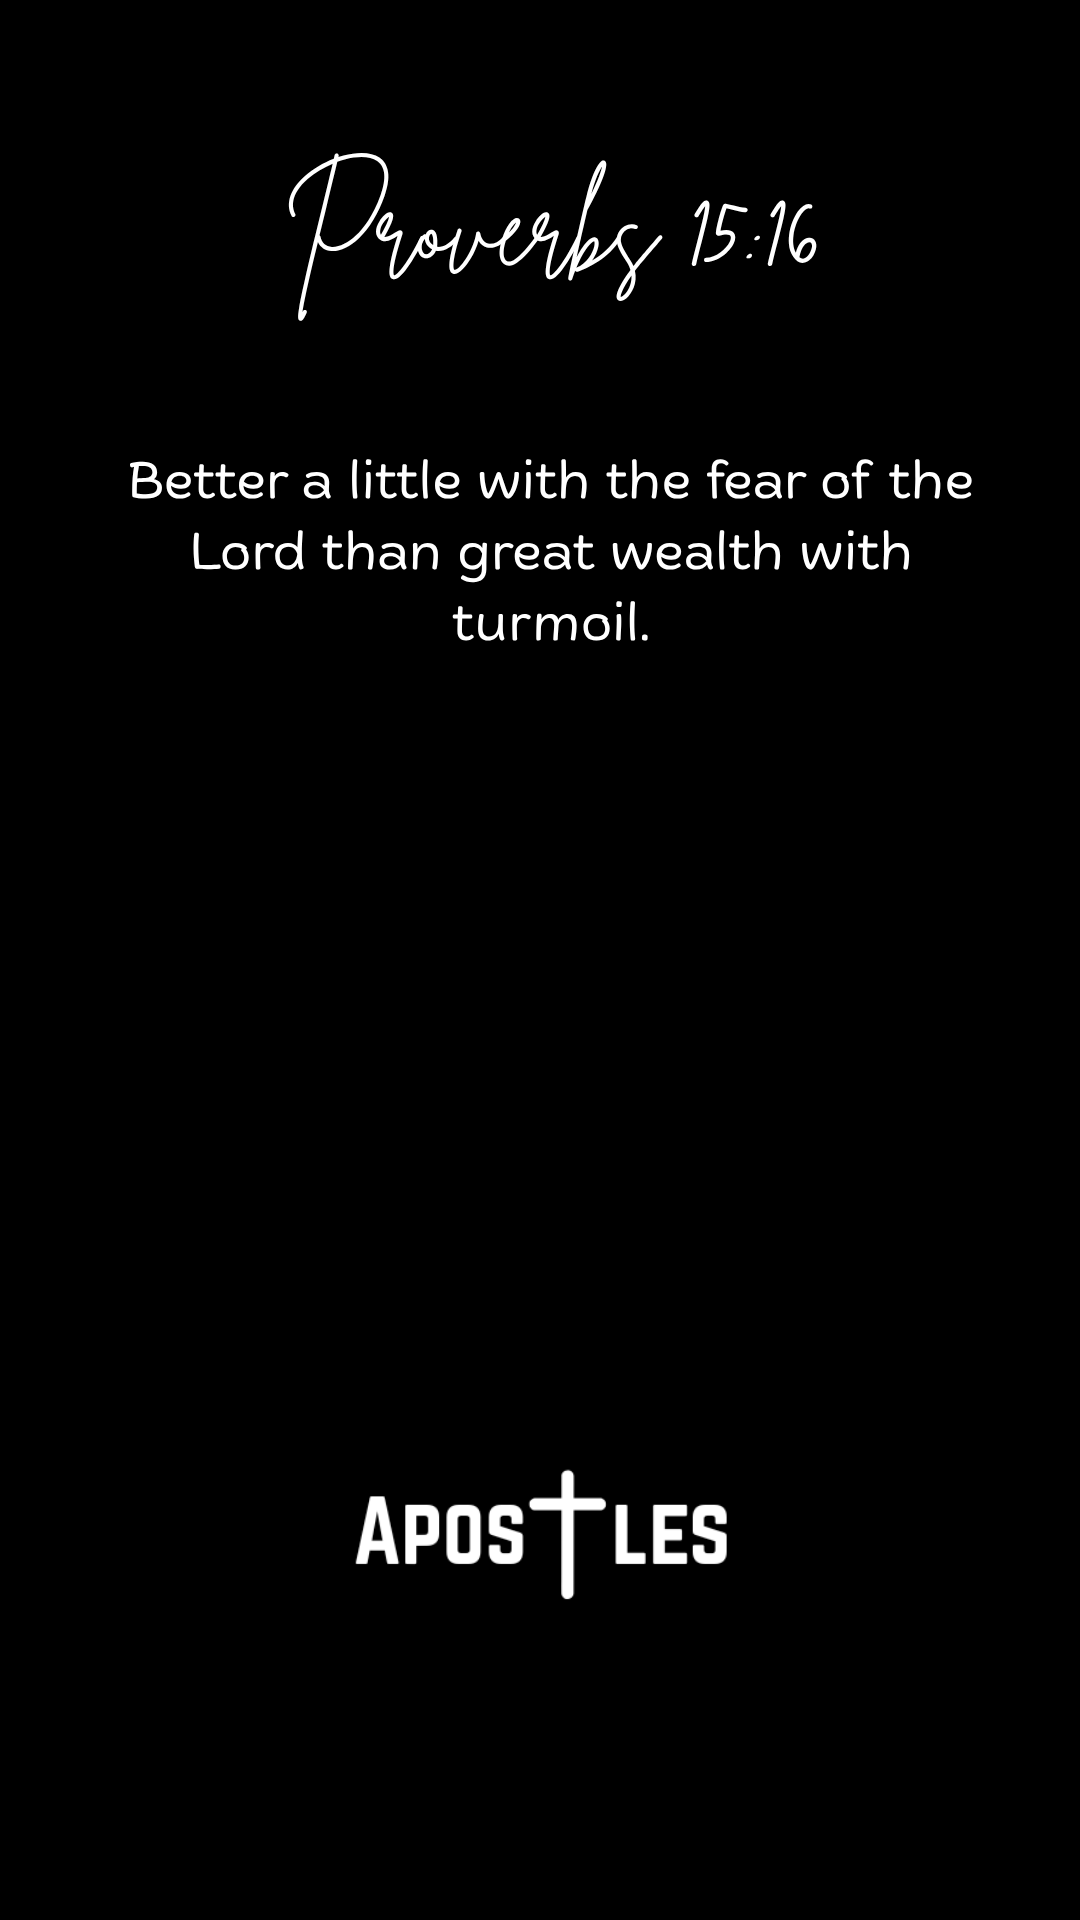 Proverbs 15:16
Better a little with the fear of the
Lord than great wealth with
turmoil.
Apostles